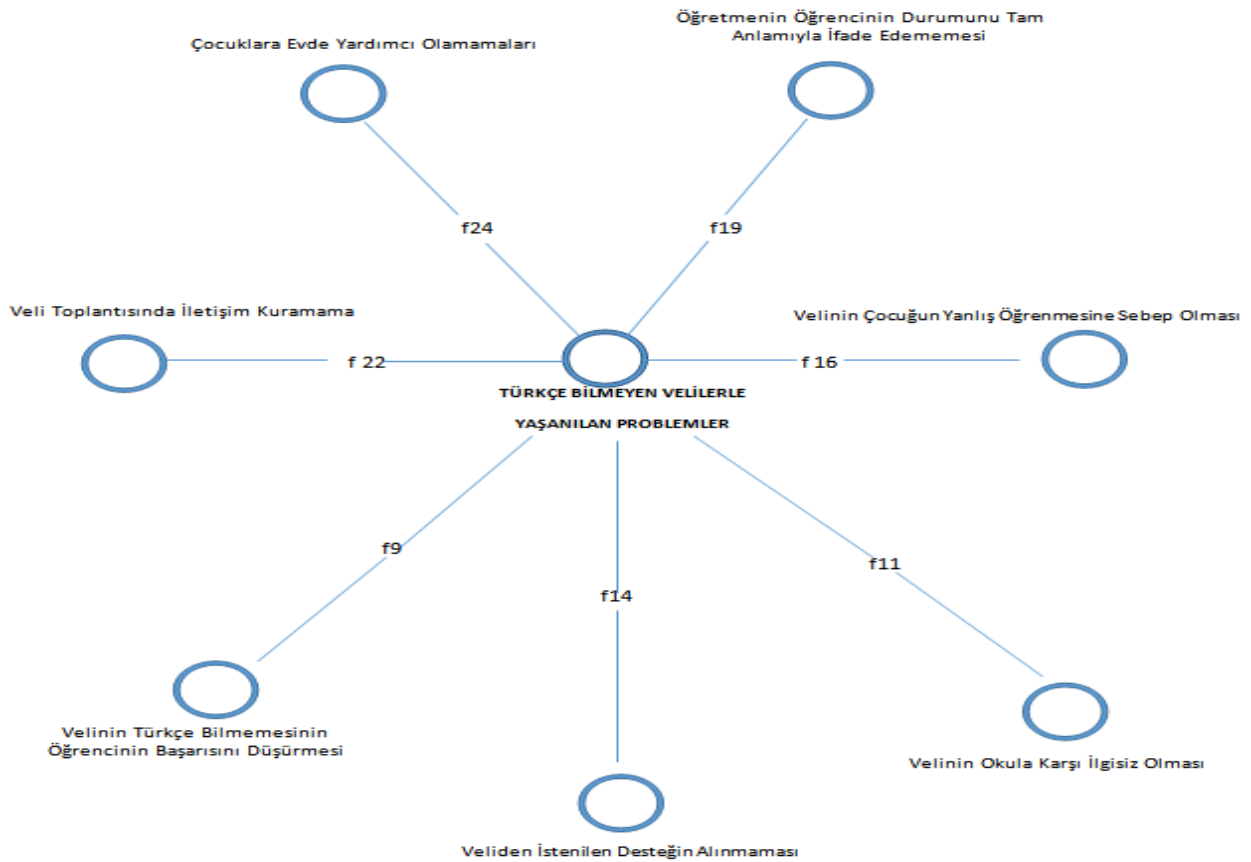 Öğretmenin Öğrencinin Durumunu Tam
Anlamıyla İfade Edememesi
Çocuklara Evde Yardımcı Olamamaları
f24
f19
Veli Toplantısında İletişim Kuramama
Velinin Çocuğun Yanlış Öğrenmesine Sebep Olması
f 22
f 16
TÜRKÇE BİLMEYEN VELİLERLE
YAŞANILAN PROBLEMLER
f9
f14
f11
Velinin Türkçe Bilmemesinin
Öğrencinin Başarısını Düşürmesi
Velinin Okula Karşı İlgisiz Olması
Veliden İstenilen Desteğin Alınmaması